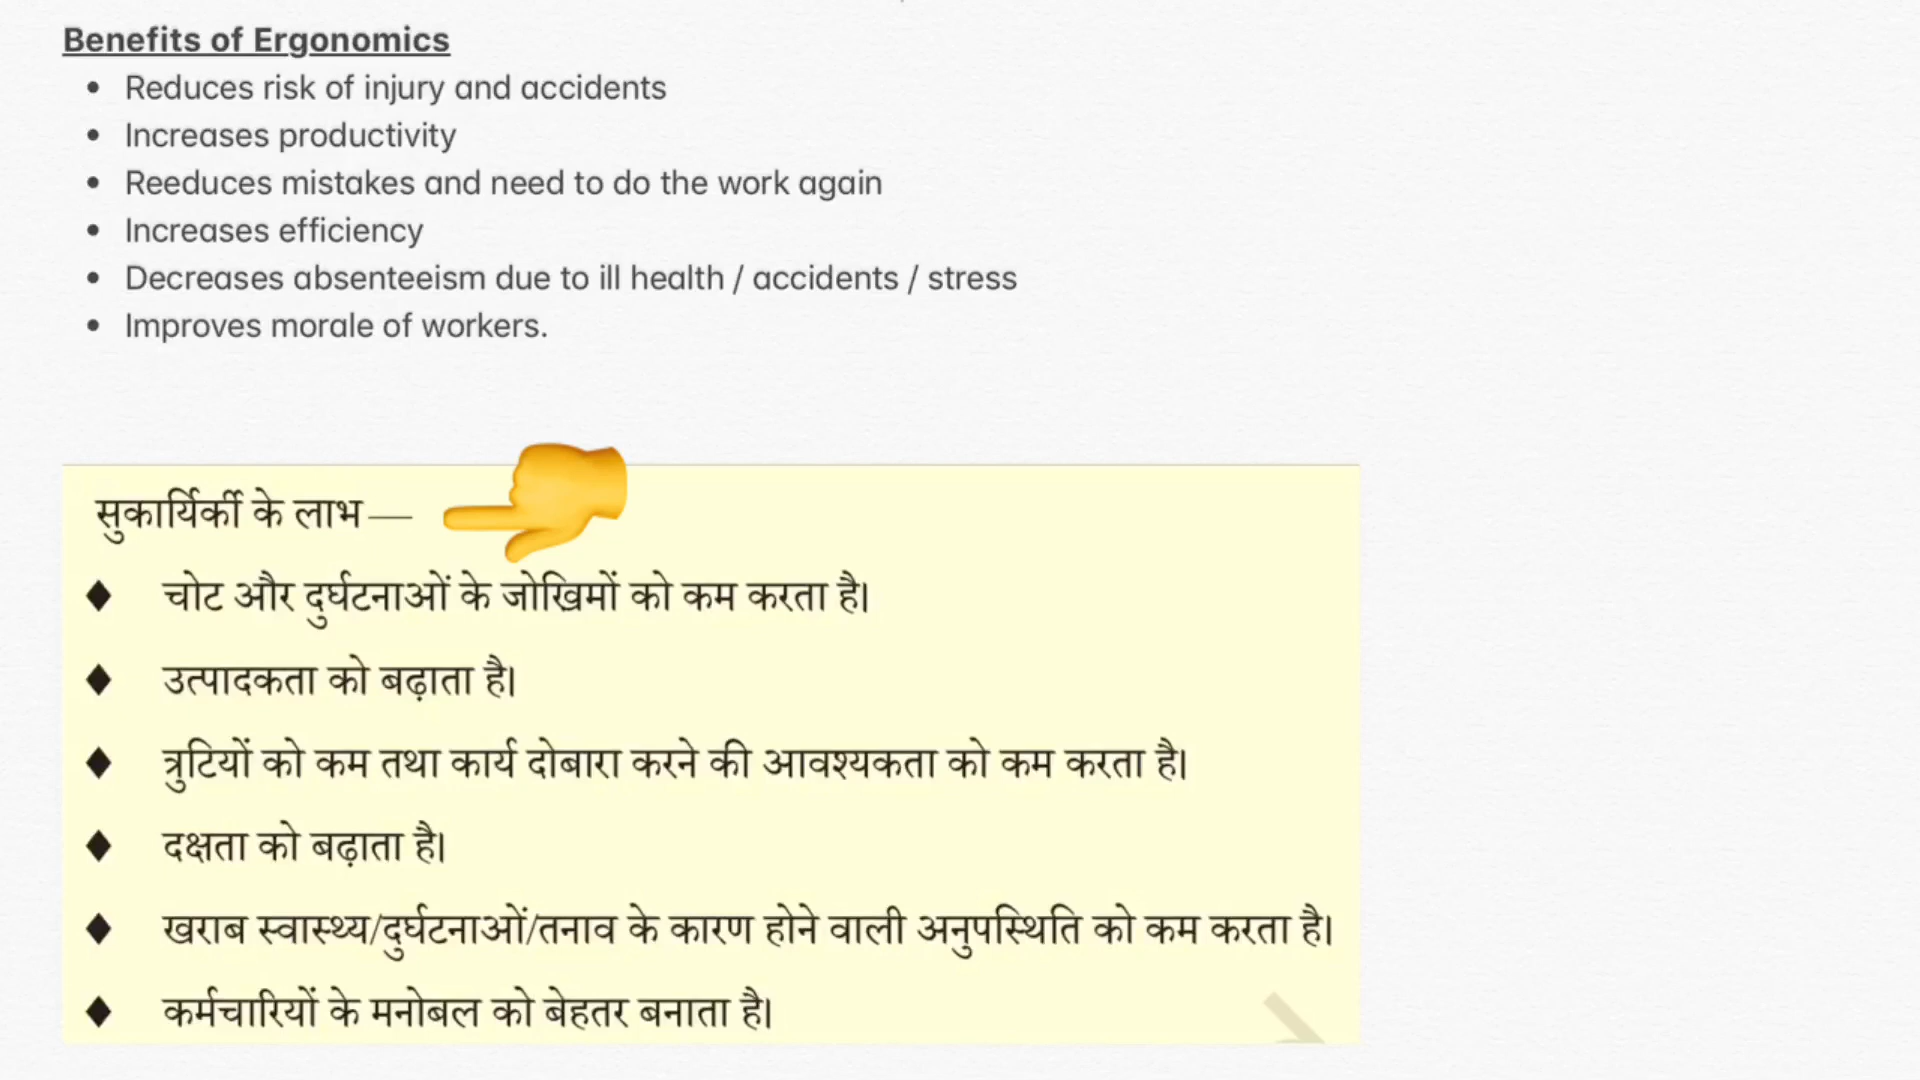 Benefits of Ergonomics
• Reduces risk of injury and accidents
• Increases productivity
• Reeduces mistakes and need to do the work again
• Increases efficiency
• Decreases absenteeism due to ill health / accidents / stress
• Improves morale of workers.
सुकार्यिकी के लाभ—
♦ चोट और दुर्घटनाओं के जोखिमों को कम करता है।
♦ उत्पादकता को बढ़ाता है।
♦ त्रुटियों को कम तथा कार्य दोबारा करने की आवश्यकता को कम करता है।
♦ दक्षता को बढ़ाता है।
♦ खराब स्वास्थ्य/दुर्घटनाओं/तनाव के कारण होने वाली अनुपस्थिति को कम करता है।
♦ कर्मचारियों के मनोबल को बेहतर बनाता है।